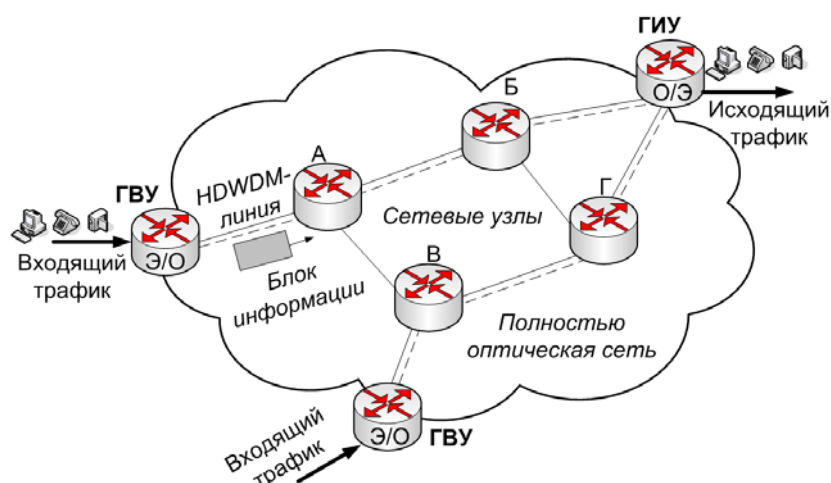 ГИУ
О/Э
Исходящий
трафик
Б
А
HDWDM-
линия
ГВУ
Э/О
Входящий
трафик
Сетевые узлы
Г
Блок
информации
В
Полностью
оптическая сеть
Э/О
ГВУ
Входящий
трафик